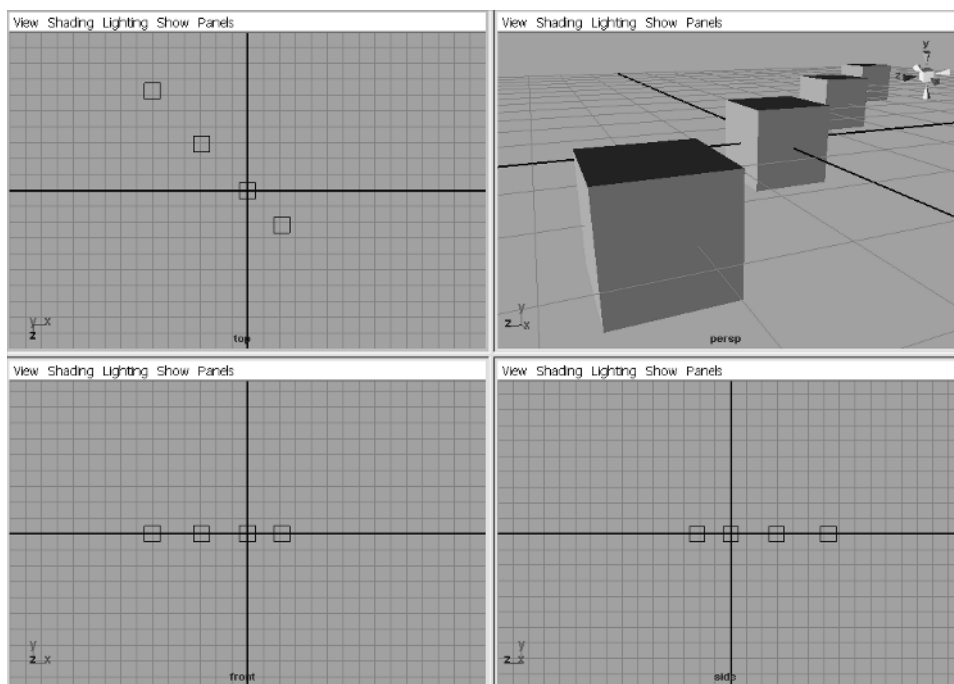 View Shading Lighting Show Panels
y x
z
top
View Shading Lighting Show Panels
y
z
y
z x
persp
View Shading Lighting Show Panels
y
z x
front
View Shading Lighting Show Panels
y
z x
side